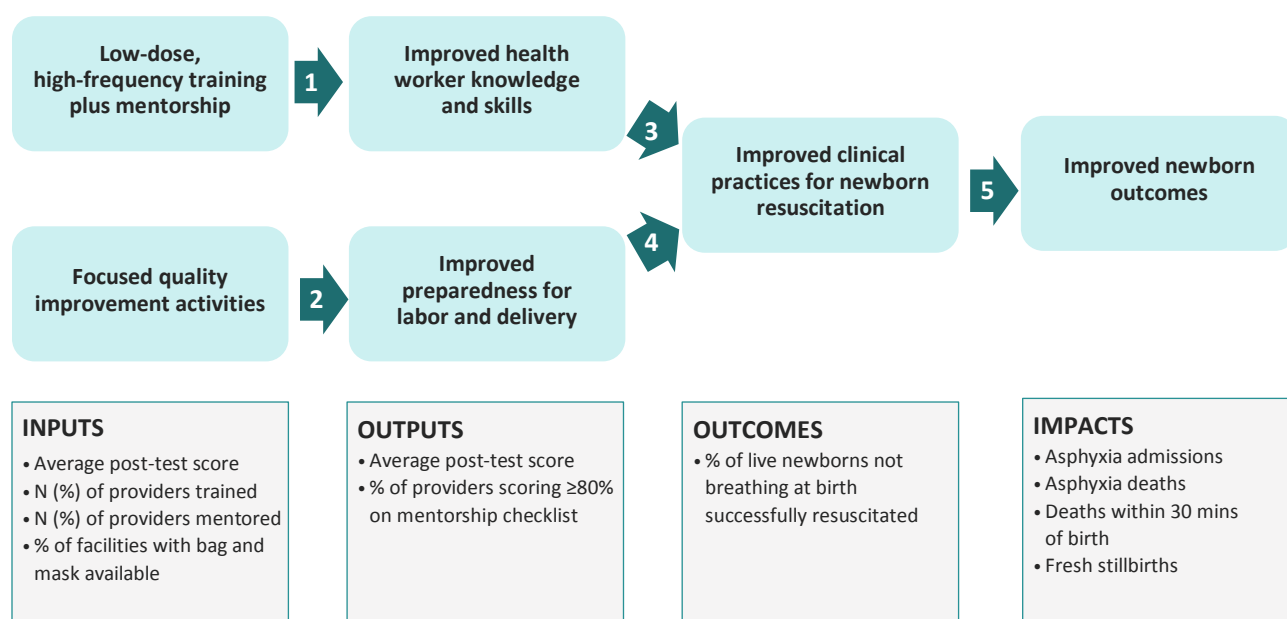 Low-dose,
high-frequency training
plus mentorship
1
Improved health
worker knowledge
and skills
3
Improved clinical
practices for newborn
resuscitation
5
Improved newborn
outcomes
Focused quality
improvement activities
2
Improved
preparedness for
labor and delivery
4
INPUTS
• Average post-test score
• N (%) of providers trained
• N (%) of providers mentored
• % of facilities with bag and
mask available
OUTPUTS
• Average post-test score
• % of providers scoring ≥80%
on mentorship checklist
OUTCOMES
• % of live newborns not
breathing at birth
successfully resuscitated
IMPACTS
• Asphyxia admissions
• Asphyxia deaths
• Deaths within 30 mins
of birth
• Fresh stillbirths